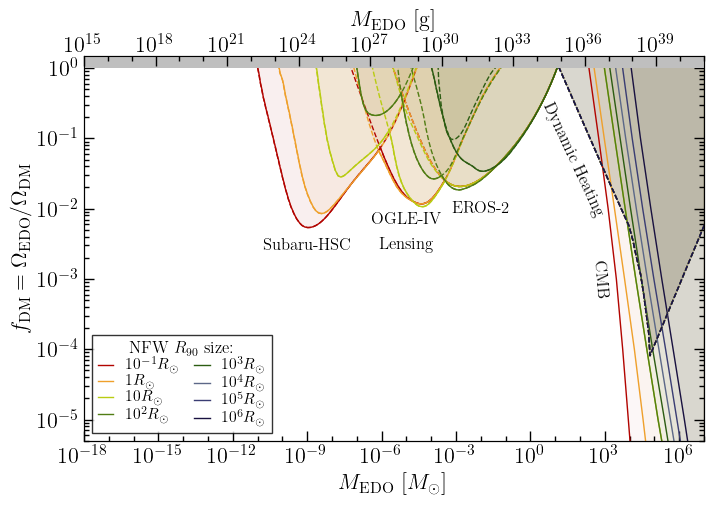 M_EDO [g]
10^15 10^18 10^21 10^24 10^27 10^30 10^33 10^36 10^39
f_DM = Ω_EDO/Ω_DM
10^0
10^−1
10^−2
10^−3
10^−4
10^−5
Dynamic Heating
CMB
EROS-2
OGLE-IV
Subaru-HSC
Lensing
NFW R_90 size:
10^−1 R_⊙ 10^3 R_⊙
1R_⊙ 10^4 R_⊙
10R_⊙ 10^5 R_⊙
10^2 R_⊙ 10^6 R_⊙
10^−18 10^−15 10^−12 10^−9 10^−6 10^−3 10^0 10^3 10^6
M_EDO [M_⊙]